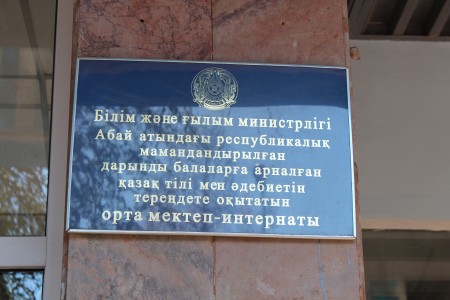 Білім және ғылым министрлігі
Абай атындағы республикалық
мамандандырылған
дарынды балаларға арналған
қазақ тілі мен әдебиетін
тереңдете оқытатын
орта мектеп-интернаты